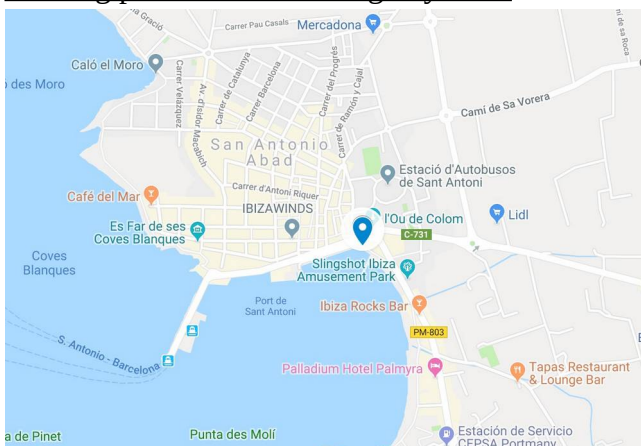 Carrer Pau Casals
Mercadona
Caló el Moro
des Moro
Carrer Velázquez
Av. d'Isidor Macabich
Carrer de Catalunya
Carrer Barcelona
Carrer del Progrés
Carrer de Ramón y Cajal
Camí de Sa Vorera
San Antonio
Abad
Estació d'Autobusos
de Sant Antoni
Café del Mar
Carrer d'Antoni Riquer
IBIZAWINDS
l'Ou de Colom
Lidl
C-731
Es Far de ses
Coves Blanques
Coves
Blanques
Slingshot Ibiza
Amusement Park
Port de
Sant Antoni
Ibiza Rocks Bar
PM-803
S. Antonio - Barcelona
Palladium Hotel Palmyra
Tapas Restaurant
& Lounge Bar
a de Pinet
Punta des Molí
Estación de Servicio
CEPSA Portmany